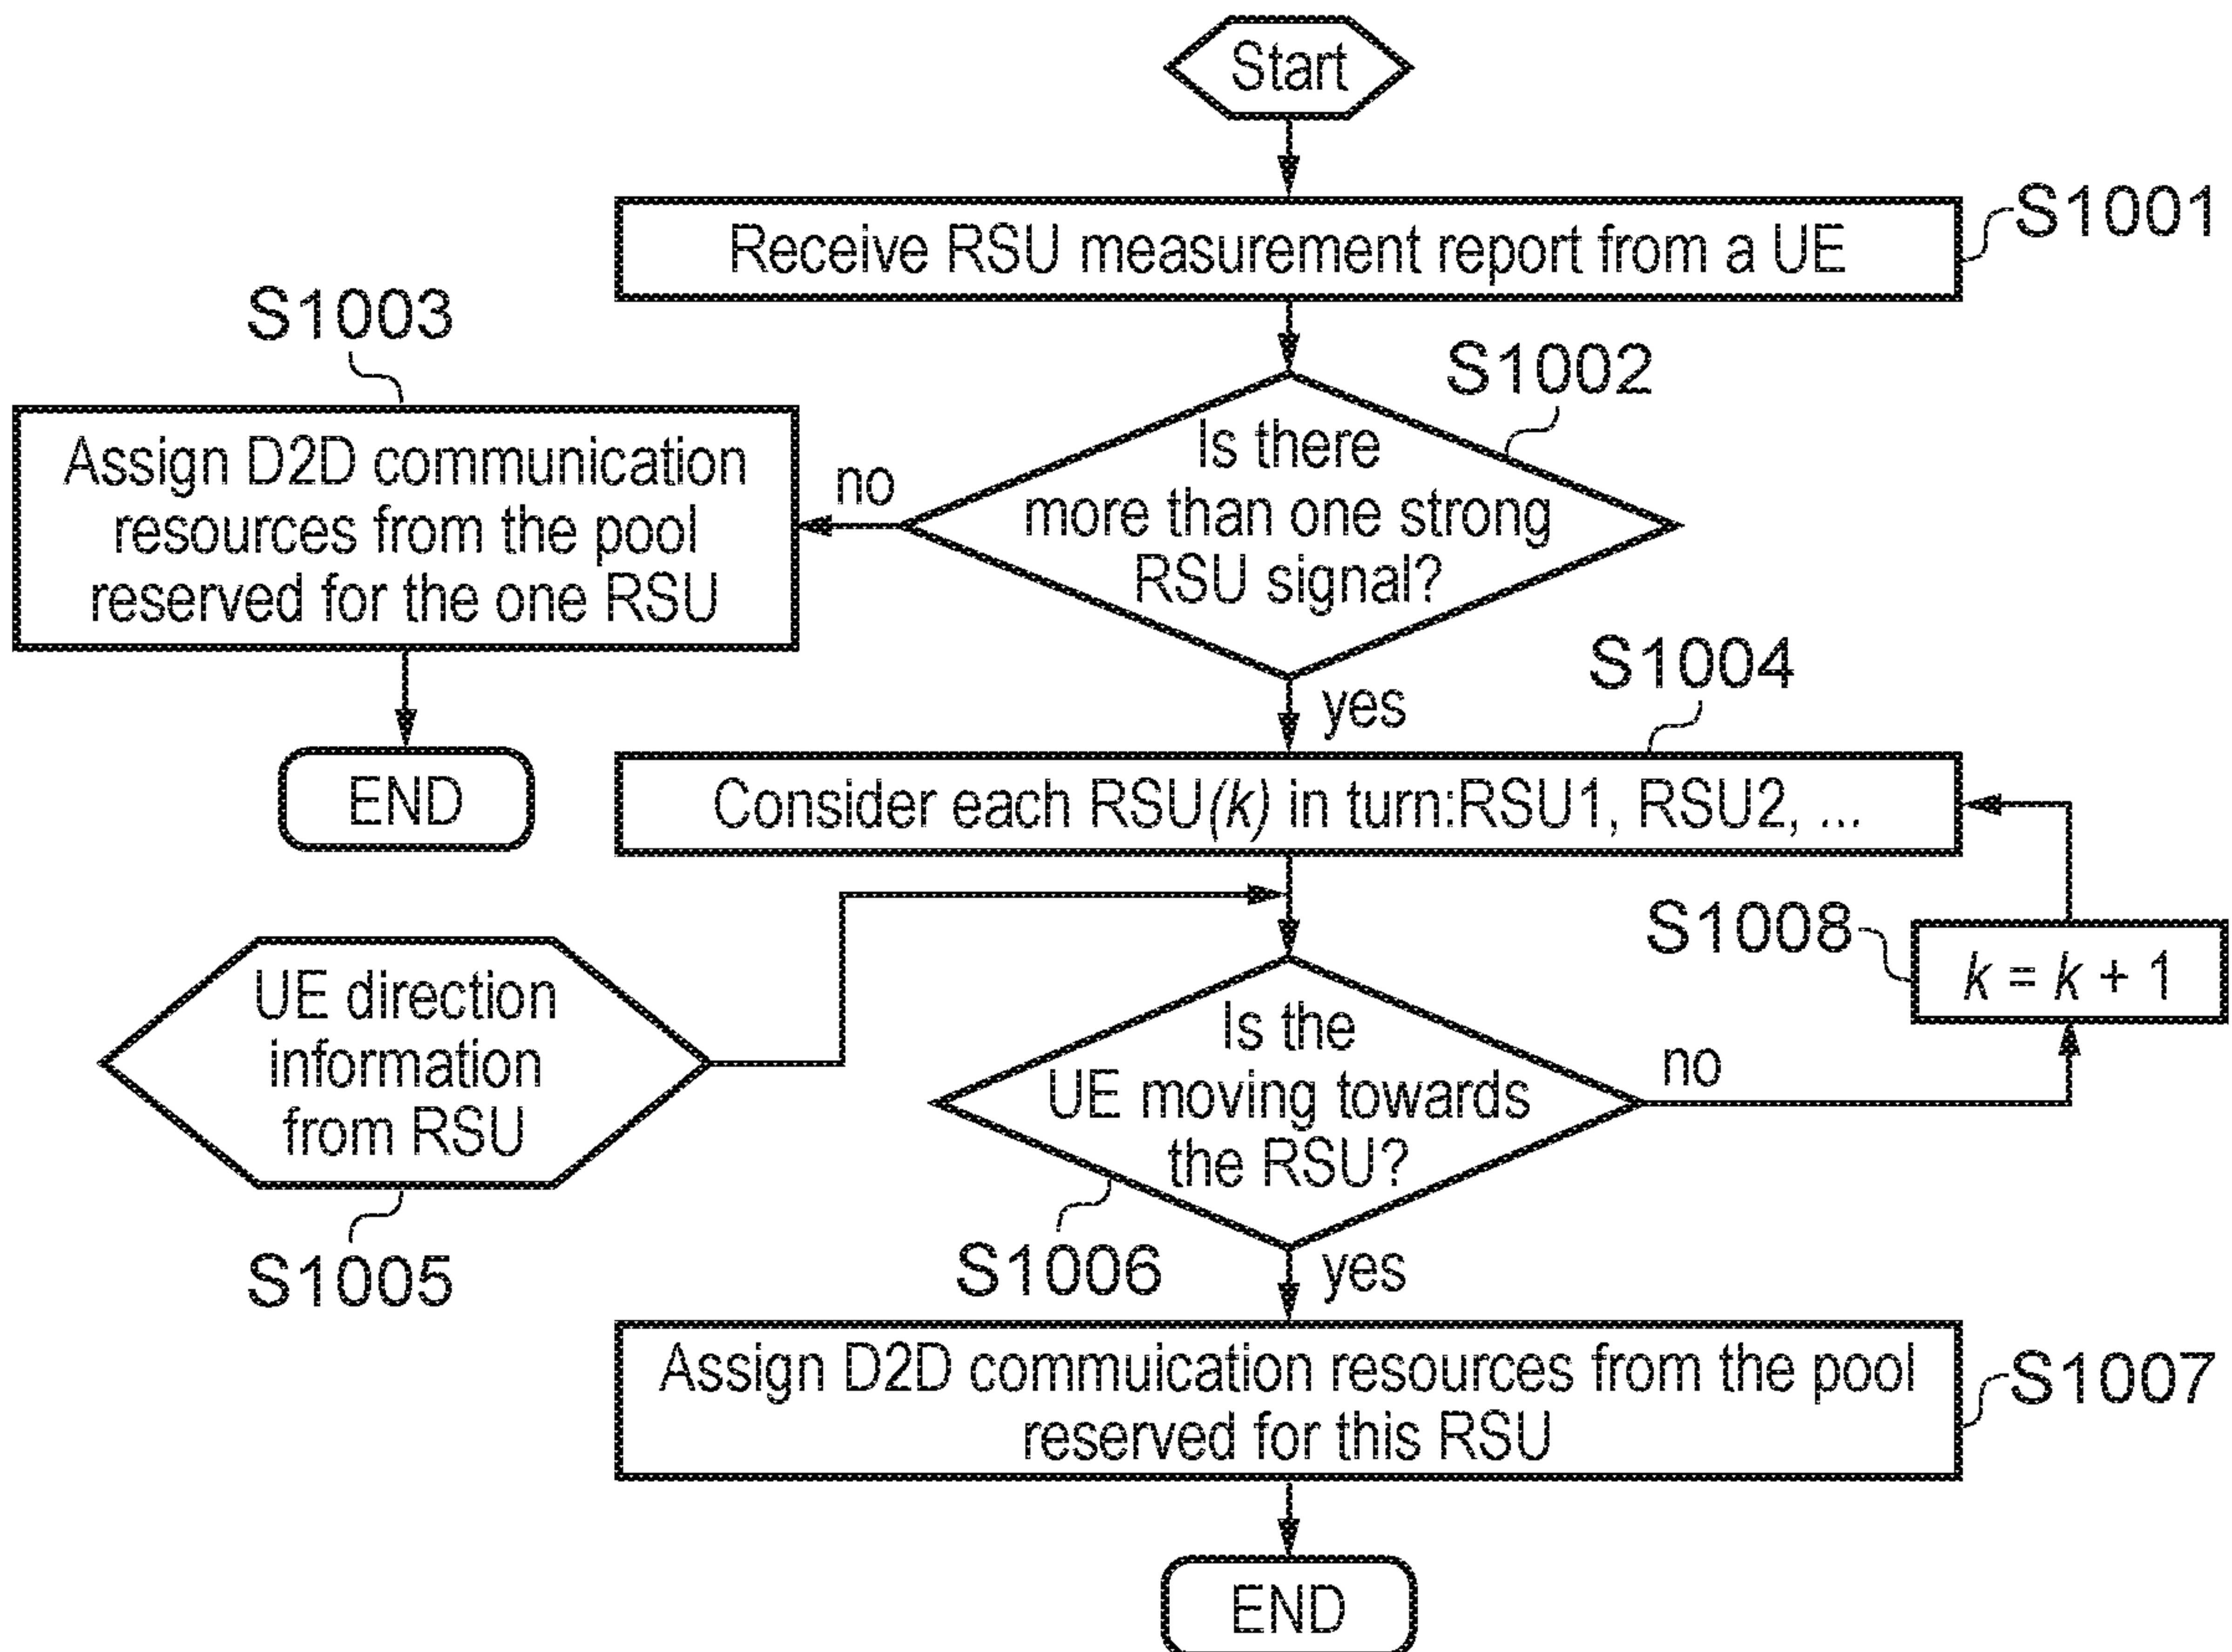 Start
Receive RSU measurement report from a UE
S1001
S1003
S1002
Assign D2D communication
resources from the pool
reserved for the one RSU
no
Is there
more than one strong
RSU signal?
yes
S1004
END
Consider each RSU(k) in turn:RSU1, RSU2, ...
S1008
k = k + 1
UE direction
information
from RSU
S1005
Is the
UE moving towards
the RSU?
no
S1006
yes
Assign D2D commuication resources from the pool
reserved for this RSU
S1007
END